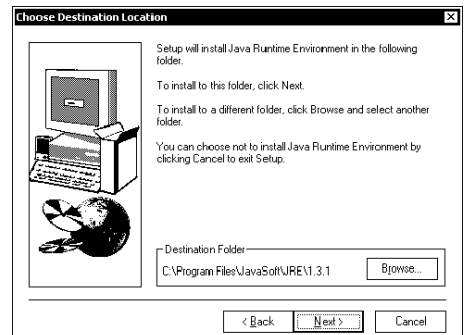 Choose Destination Location
Setup will install Java Runtime Environment in the following
folder.
To install to this folder, click Next.
To install to a different folder, click Browse and select another
folder.
You can choose not to install Java Runtime Environment by
clicking Cancel to exit Setup.
Destination Folder
C:\Program Files\JavaSoft\JRE\1.3.1
Browse...
< Back
Next >
Cancel